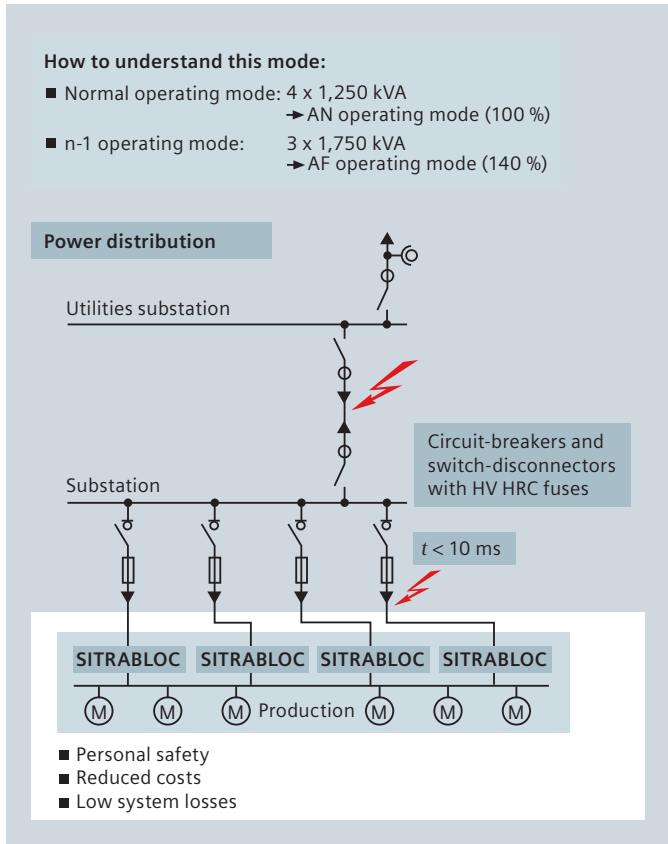 How to understand this mode:
■ Normal operating mode: 4 x 1,250 kVA
→ AN operating mode (100 %)
■ n-1 operating mode: 3 x 1,750 kVA
→ AF operating mode (140 %)
Power distribution
Utilities substation
Circuit-breakers and
switch-disconnectors
with HV HRC fuses
Substation
t < 10 ms
SITRABLOC SITRABLOC SITRABLOC SITRABLOC
M M M Production M M M
■ Personal safety
■ Reduced costs
■ Low system losses